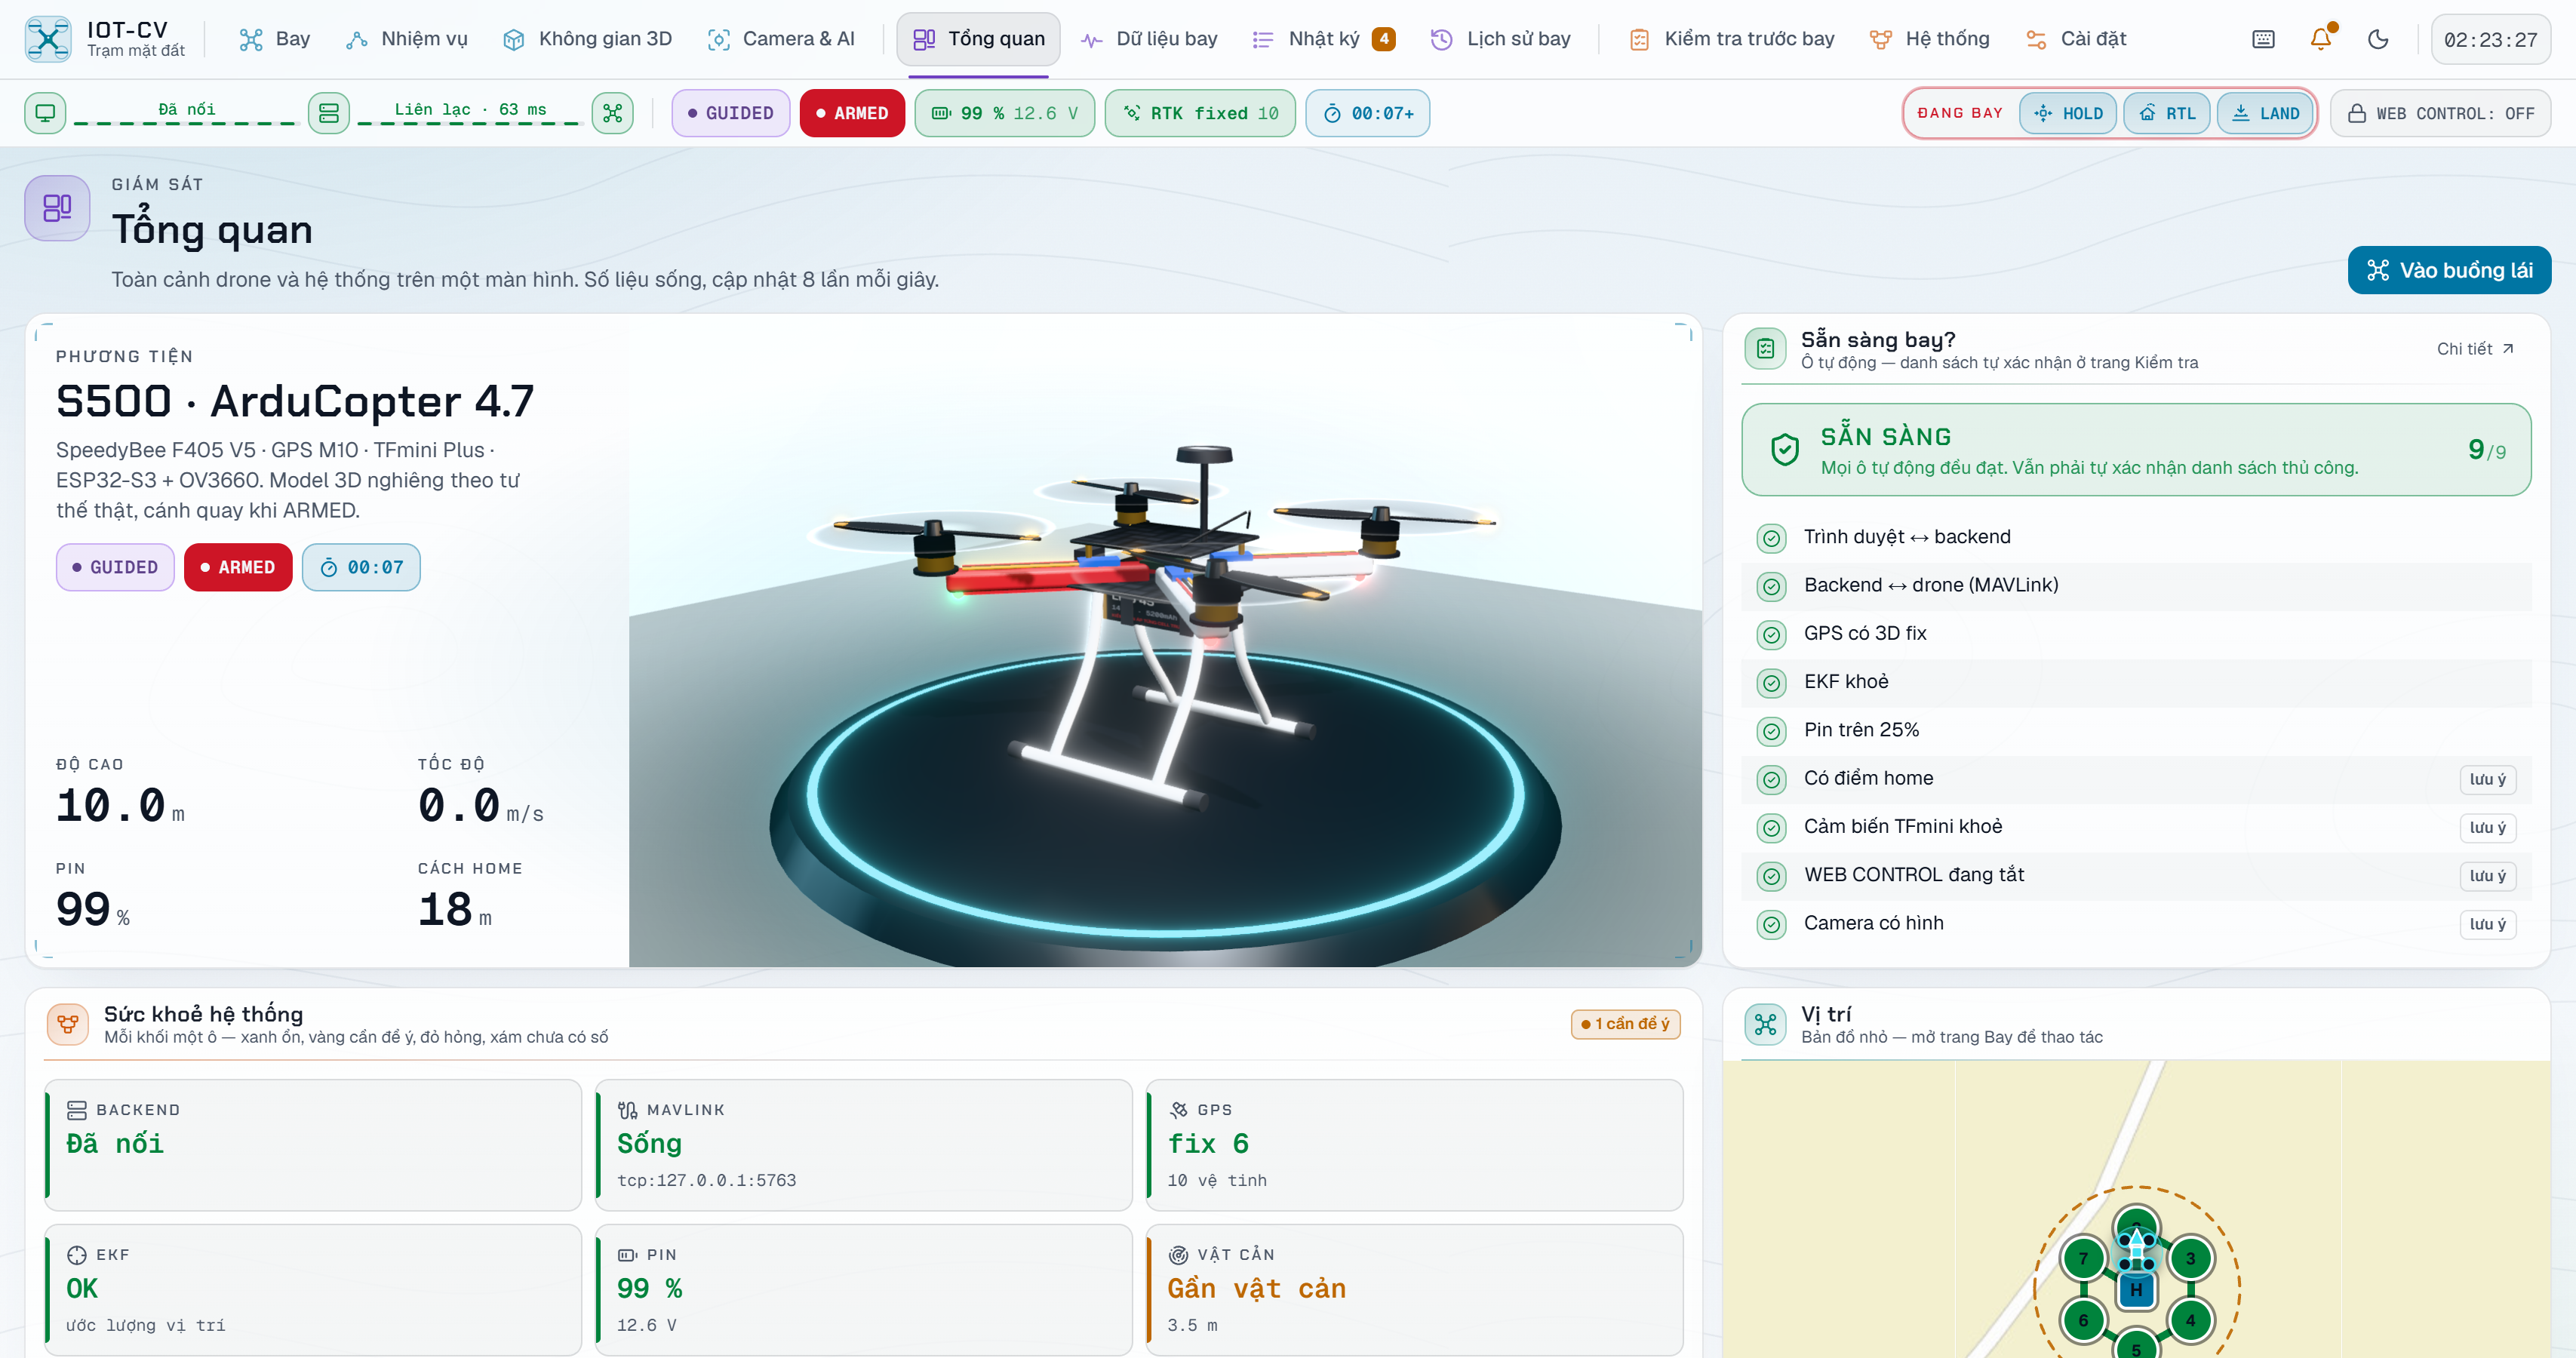 IOT-CV
Trạm mặt đất
Bay
Nhiệm vụ
Không gian 3D
Camera & AI
Tổng quan
Dữ liệu bay
Nhật ký 4
Lịch sử bay
Kiểm tra trước bay
Hệ thống
Cài đặt
02:23:27
Đã nối
Liên lạc · 63 ms
GUIDED
ARMED
99 % 12.6 V
RTK fixed 10
00:07+
ĐANG BAY
HOLD
RTL
LAND
WEB CONTROL: OFF
GIÁM SÁT
Tổng quan
Toàn cảnh drone và hệ thống trên một màn hình. Số liệu sống, cập nhật 8 lần mỗi giây.
Vào buồng lái
PHƯƠNG TIỆN
S500 · ArduCopter 4.7
SpeedyBee F405 V5 · GPS M10 · TFmini Plus ·
ESP32-S3 + OV3660. Model 3D nghiêng theo tư
thế thật, cánh quay khi ARMED.
GUIDED
ARMED
00:07
ĐỘ CAO
10.0 m
TỐC ĐỘ
0.0 m/s
PIN
99 %
CÁCH HOME
18 m
Sẵn sàng bay?
Ô tự động — danh sách tự xác nhận ở trang Kiểm tra
Chi tiết
SẴN SÀNG
Mọi ô tự động đều đạt. Vẫn phải tự xác nhận danh sách thủ công.
9/9
Trình duyệt ↔ backend
Backend ↔ drone (MAVLink)
GPS có 3D fix
EKF khoẻ
Pin trên 25%
Có điểm home lưu ý
Cảm biến TFmini khoẻ lưu ý
WEB CONTROL đang tắt lưu ý
Camera có hình lưu ý
Sức khoẻ hệ thống
Mỗi khối một ô — xanh ổn, vàng cần để ý, đỏ hỏng, xám chưa có số
1 cần để ý
BACKEND
Đã nối
MAVLINK
Sống
tcp:127.0.0.1:5763
GPS
fix 6
10 vệ tinh
EKF
OK
ước lượng vị trí
PIN
99 %
12.6 V
VẬT CẢN
Gần vật cản
3.5 m
Vị trí
Bản đồ nhỏ — mở trang Bay để thao tác
7
3
H
6
4
5